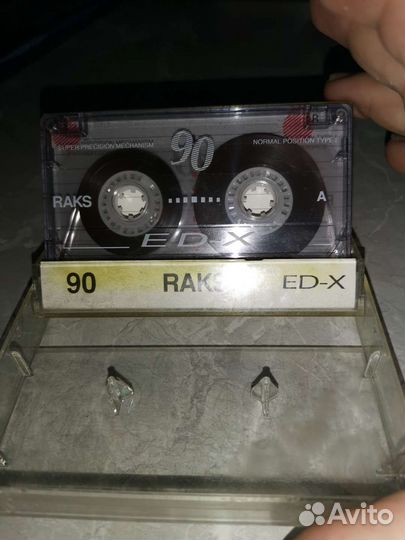 SUPER PRECISION MECHANISM
NORMAL POSITION TYPE I
90
RAKS
A
ED-X
90 RAKS ED-X
Avito